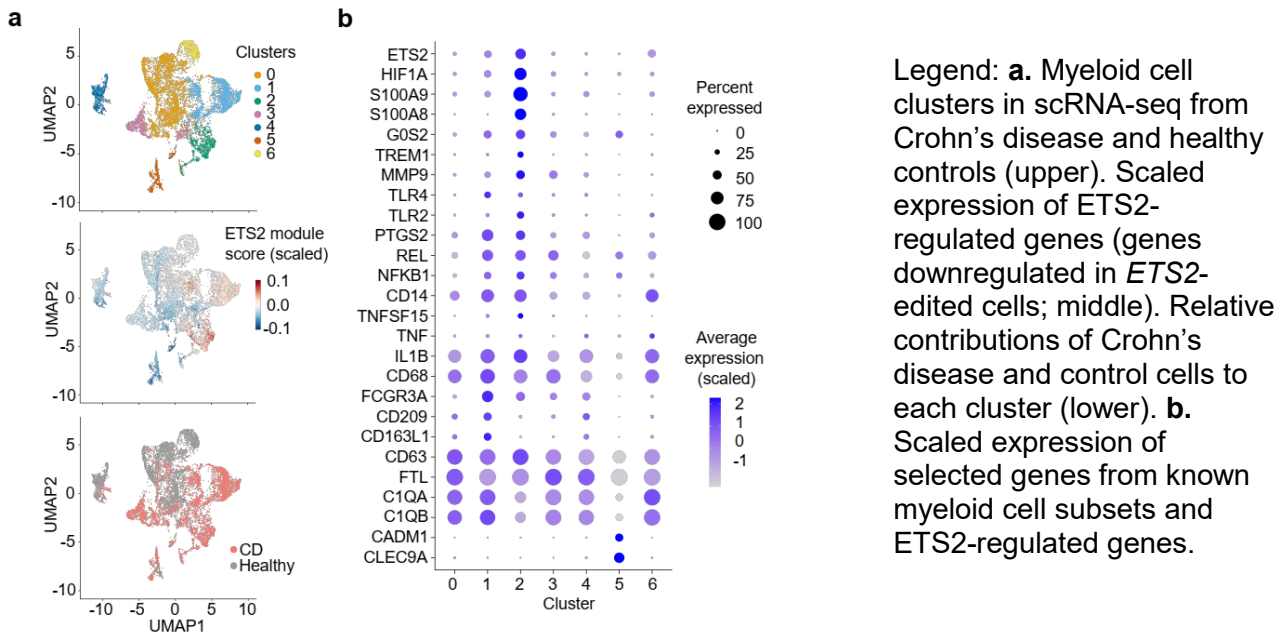 a
5
0
-5
-10
UMAP2
Clusters
0
1
2
3
4
5
6
5
0
-5
-10
UMAP2
ETS2 module
score (scaled)
0.1
0.0
-0.1
5
0
-5
-10
UMAP2
CD
Healthy
-10 -5 0 5 10
UMAP1
b
ETS2
HIF1A
S100A9
S100A8
G0S2
TREM1
MMP9
TLR4
TLR2
PTGS2
REL
NFKB1
CD14
TNFSF15
TNF
IL1B
CD68
FCGR3A
CD209
CD163L1
CD63
FTL
C1QA
C1QB
CADM1
CLEC9A
0 1 2 3 4 5 6
Cluster
Percent
expressed
0
25
50
75
100
Average
expression
(scaled)
2
1
0
-1
Legend: a. Myeloid cell
clusters in scRNA-seq from
Crohn's disease and healthy
controls (upper). Scaled
expression of ETS2-
regulated genes (genes
downregulated in ETS2-
edited cells; middle). Relative
contributions of Crohn's
disease and control cells to
each cluster (lower). b.
Scaled expression of
selected genes from known
myeloid cell subsets and
ETS2-regulated genes.